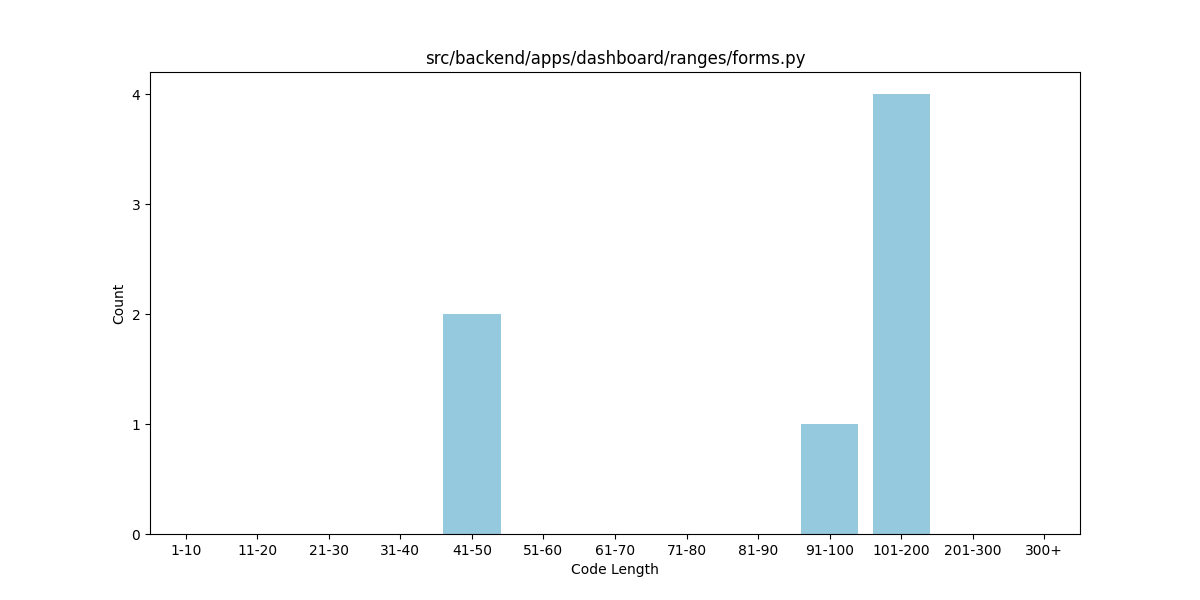 src/backend/apps/dashboard/ranges/forms.py
4
3
2
1
0
Count
1-10 11-20 21-30 31-40 41-50 51-60 61-70 71-80 81-90 91-100 101-200 201-300 300+
Code Length